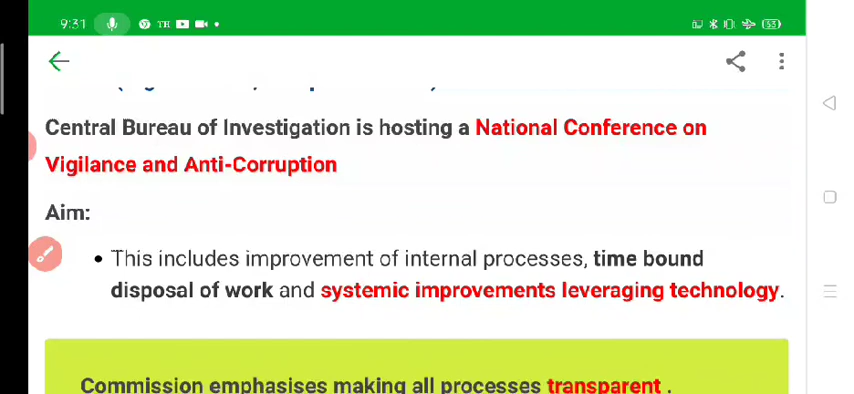 9:31 TH 53
Central Bureau of Investigation is hosting a National Conference on
Vigilance and Anti-Corruption
Aim:
• This includes improvement of internal processes, time bound
disposal of work and systemic improvements leveraging technology.
Commission emphasises making all processes transparent .